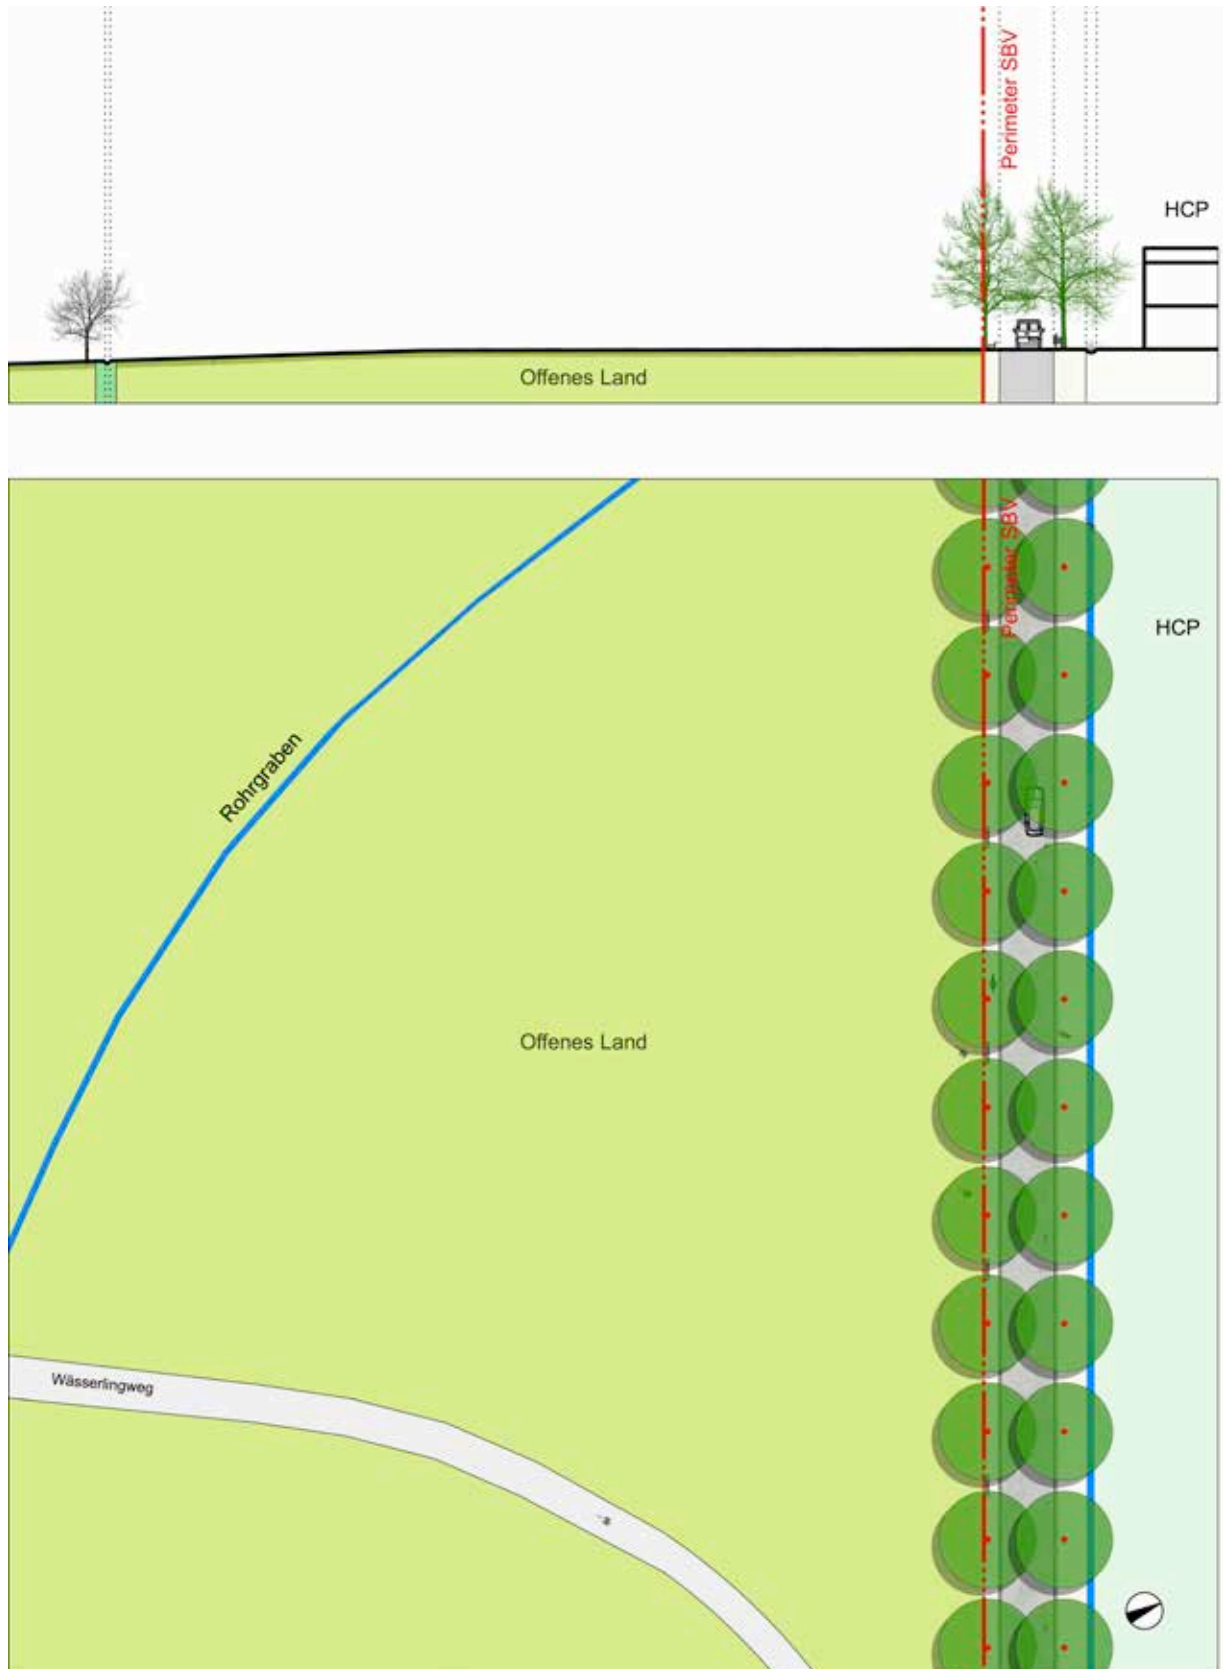 Perimeter SBV
HCP
Offenes Land
Perimeter SBV
HCP
Rohrgraben
Offenes Land
Wässerlingweg